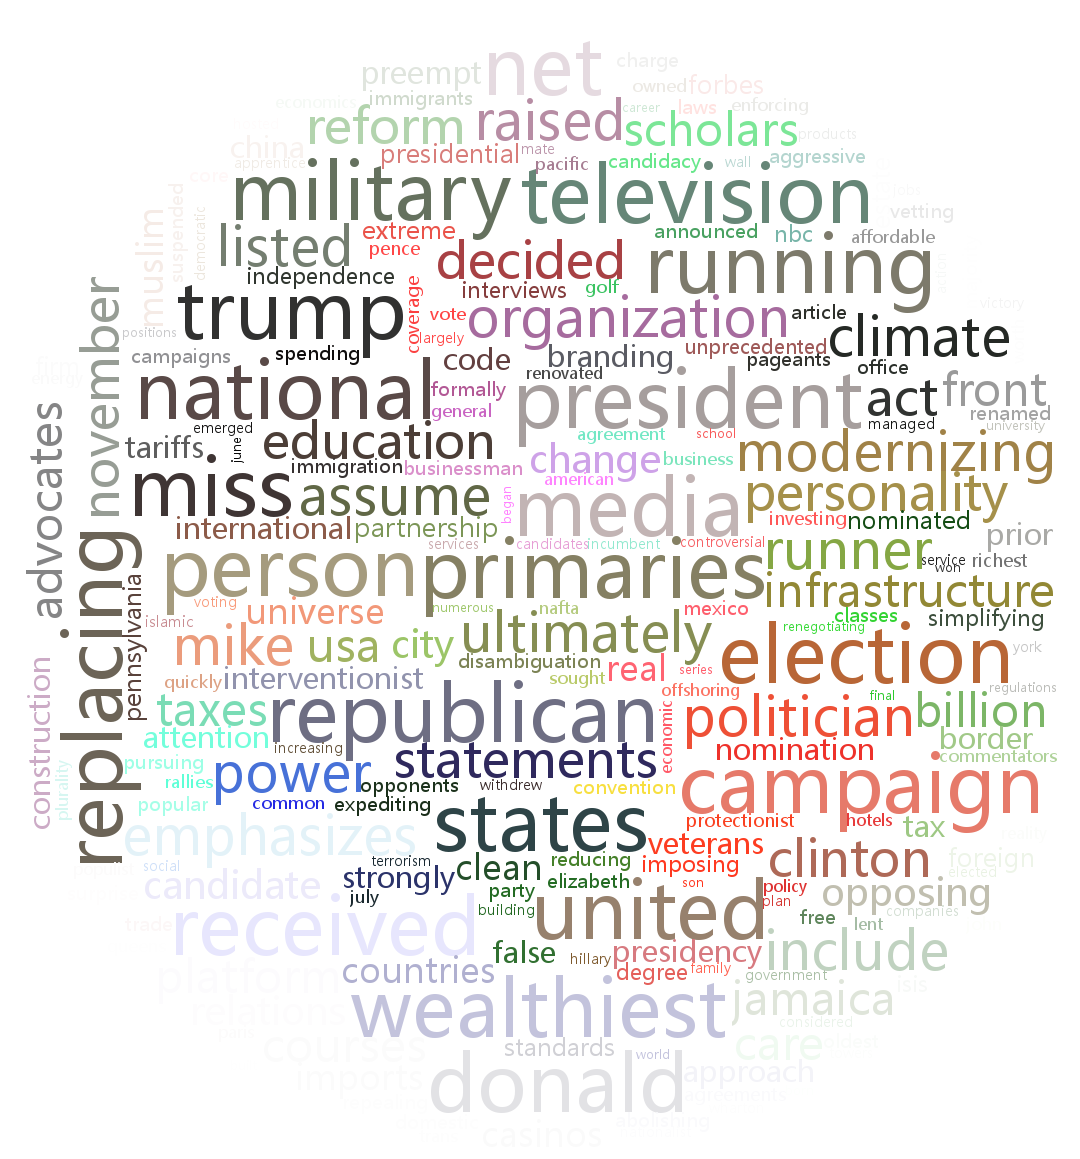 net charge
preempt owned forbes
economics immigrants career laws enforcing
reform raised scholars products
china presidential mate pacific candidacy wall aggressive
apprentice
core military television
muslim suspended democratic listed extreme announced nbc affordable vetting
pence decided running
independence interviews golf
trump coverage vote organization article victory
positions largely unprecedented climate
campaigns spending code branding pageants office
november national renovated president act front
firm formally general managed renamed
emerged june education agreement school university
tariffs immigration businessman change business modernizing
advocates miss assume began american media personality
international partnership investing nominated prior
services candidates incumbent controversial runner service won richest
replacing person primaries infrastructure
pennsylvania voting universe numerous nafta mexico classes simplifying
islamic renegotiating
mike usa city ultimately election york
disambiguation real series
construction quickly interventionist sought offshoring final regulations
taxes republican economic politician billion
attention increasing nomination border
pursuing power statements commentators
plurality rallies opponents withdrew convention campaign
popular common expediting protectionist hotels tax
emphasizes states veterans reality
social terrorism clean reducing imposing clinton foreign
candidate strongly elizabeth son policy elected
july party plan opposing
trade received building united free lent companies
false hillary presidency include
platform countries degree family government isis
relations wealthiest jamaica
considered
courses standards world care oldest
imports donald approach
agreements
casinos abolishing